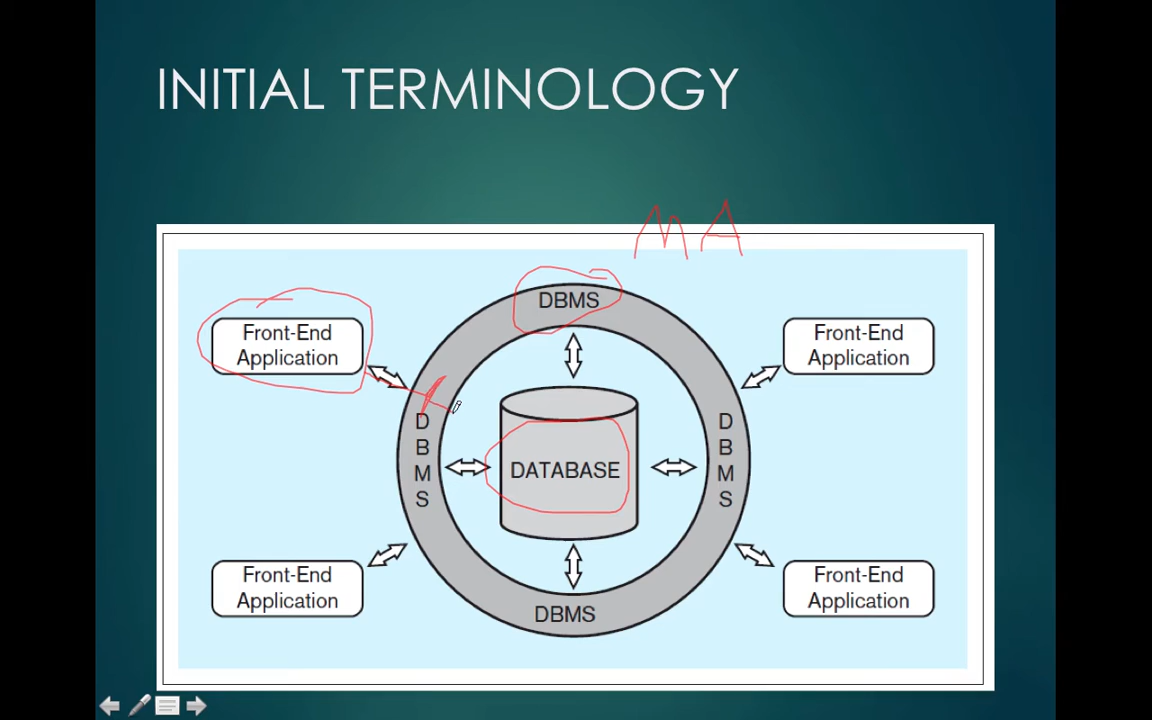 INITIAL TERMINOLOGY
M A
DBMS
Front-End
Application
Front-End
Application
D
B
M
S
DATABASE
D
B
M
S
Front-End
Application
DBMS
Front-End
Application